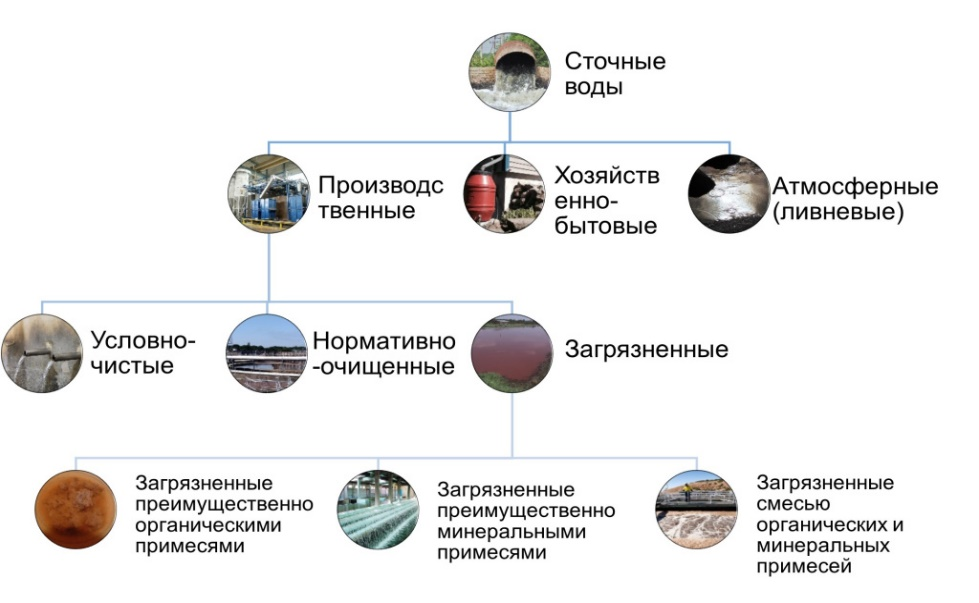 Сточные
воды
Производс
твенные
Хозяйств
енно-
бытовые
Атмосферные
(ливневые)
Условно-
чистые
Нормативно
-очищенные
Загрязненные
Загрязненные
преимущественно
органическими
примесями
Загрязненные
преимущественно
минеральными
примесями
Загрязненные
смесью
органических и
минеральных
примесей